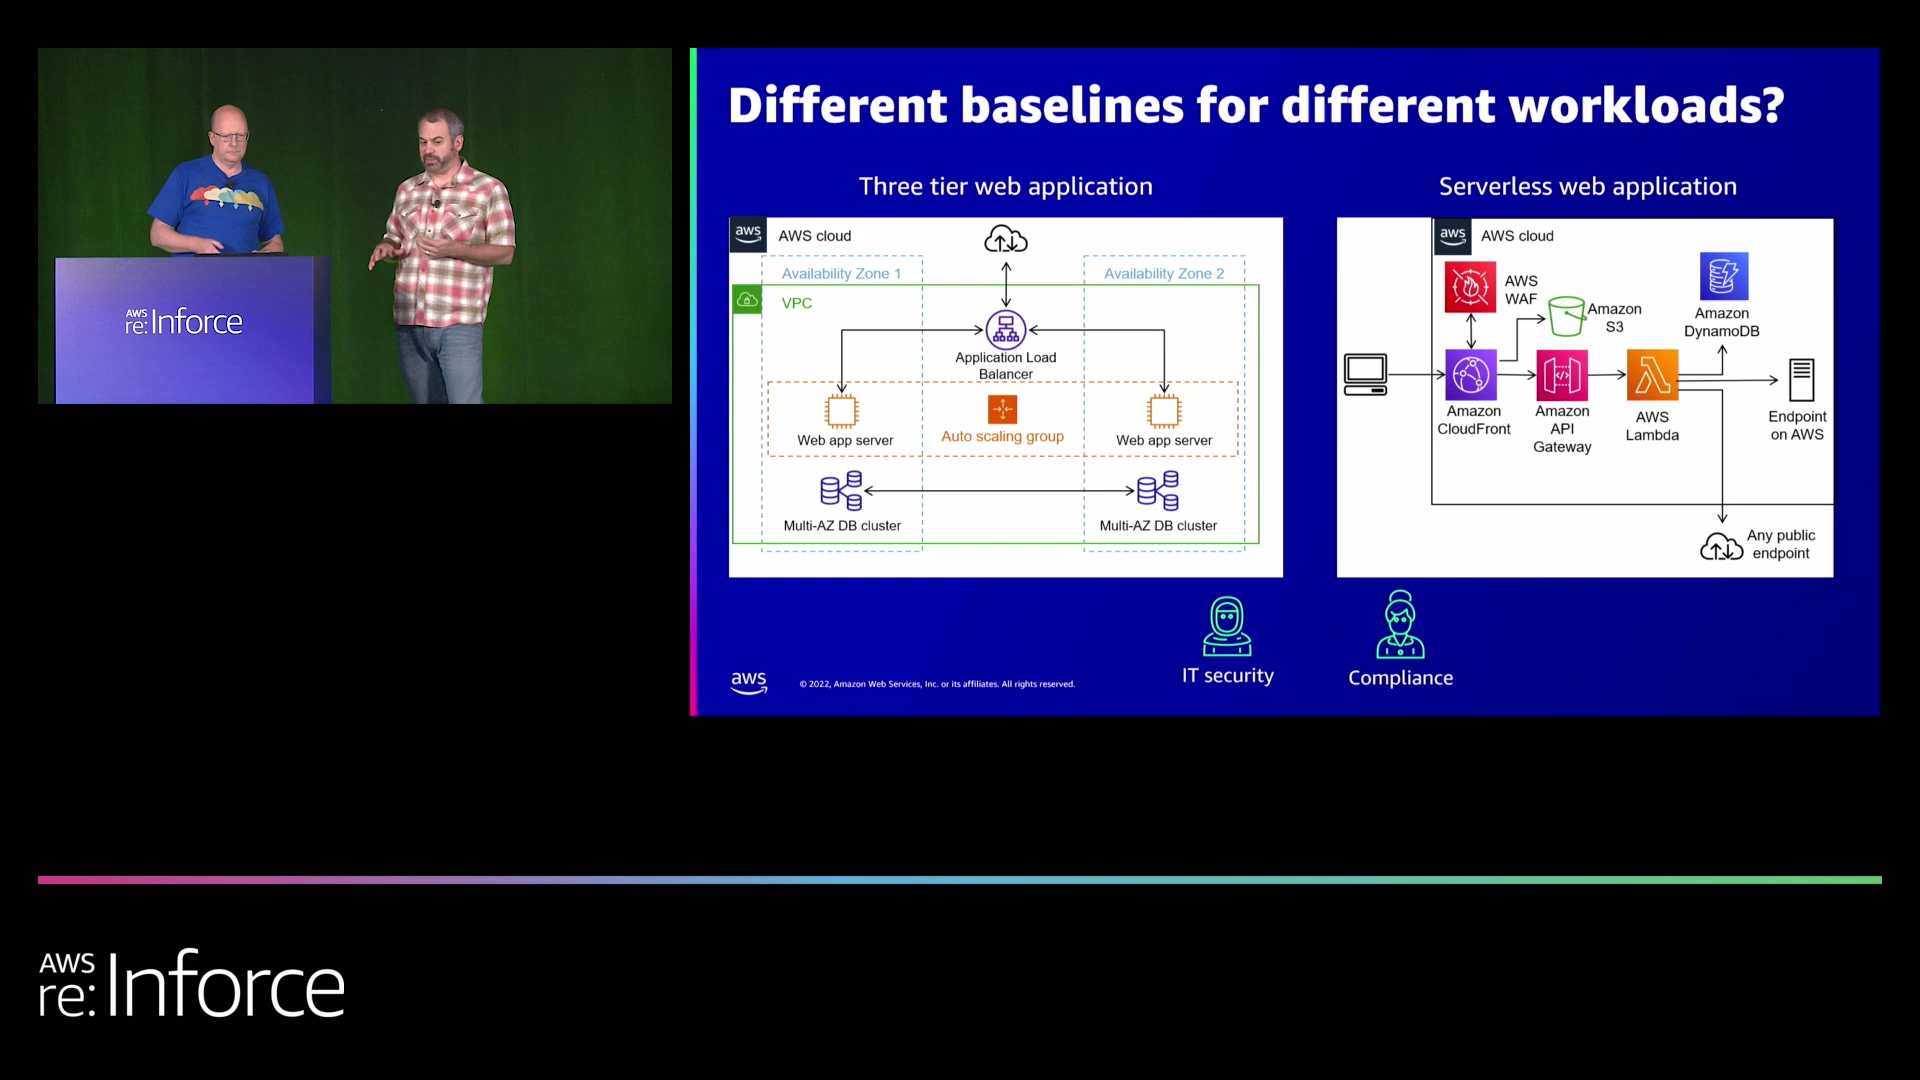 AWS
re:Inforce
Different baselines for different workloads?
Three tier web application
aws
AWS cloud
Availability Zone 1
Availability Zone 2
VPC
Application Load
Balancer
Web app server
Auto scaling group
Web app server
Multi-AZ DB cluster
Multi-AZ DB cluster
Serverless web application
aws
AWS cloud
AWS
WAF
Amazon
S3
Amazon
DynamoDB
Amazon
CloudFront
Amazon
API
Gateway
AWS
Lambda
Endpoint
on AWS
Any public
endpoint
IT security
Compliance
aws
© 2022, Amazon Web Services, Inc. or its affiliates. All rights reserved.
AWS
re:Inforce